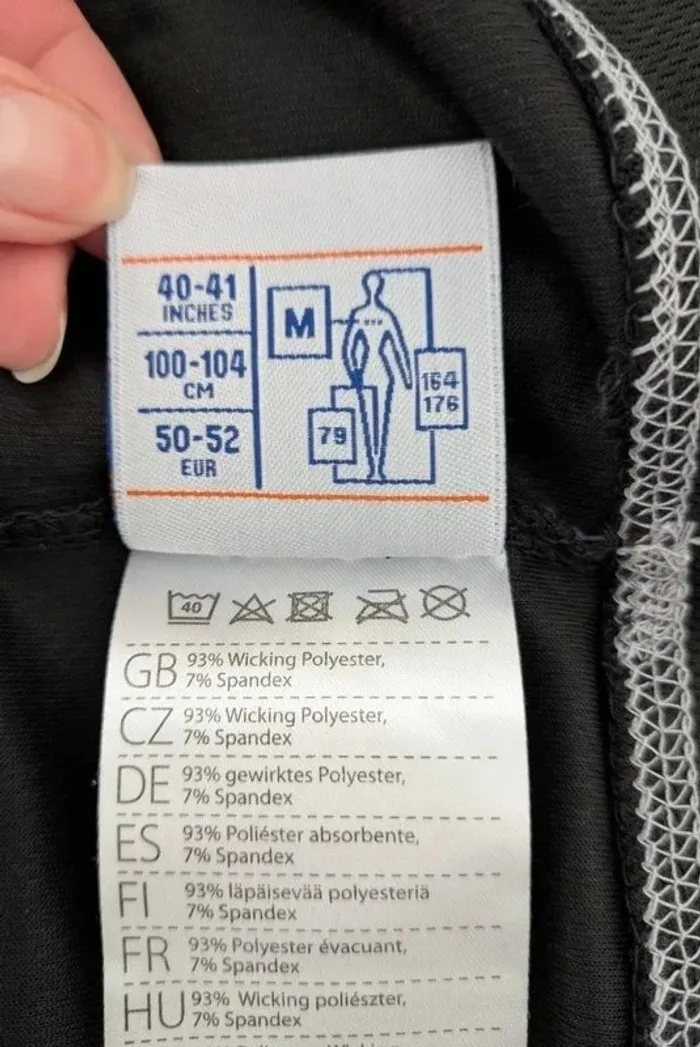 40-41
INCHES
100-104
CM
50-52
EUR
M
164
176
79
40
GB 93% Wicking Polyester,
7% Spandex
CZ 93% Wicking Polyester,
7% Spandex
DE 93% gewirktes Polyester,
7% Spandex
ES 93% Poliéster absorbente,
7% Spandex
FI 93% läpäisevää polyesteriä
7% Spandex
FR 93% Polyester évacuant,
7% Spandex
HU 93% Wicking poliészter,
7% Spandex